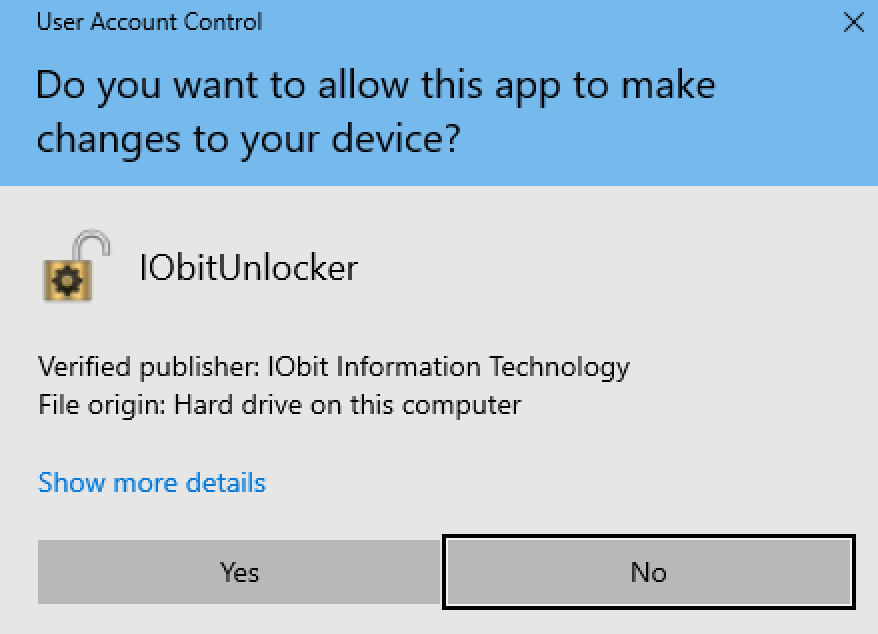 User Account Control
Do you want to allow this app to make
changes to your device?
IObitUnlocker
Verified publisher: IObit Information Technology
File origin: Hard drive on this computer
Show more details
Yes
No